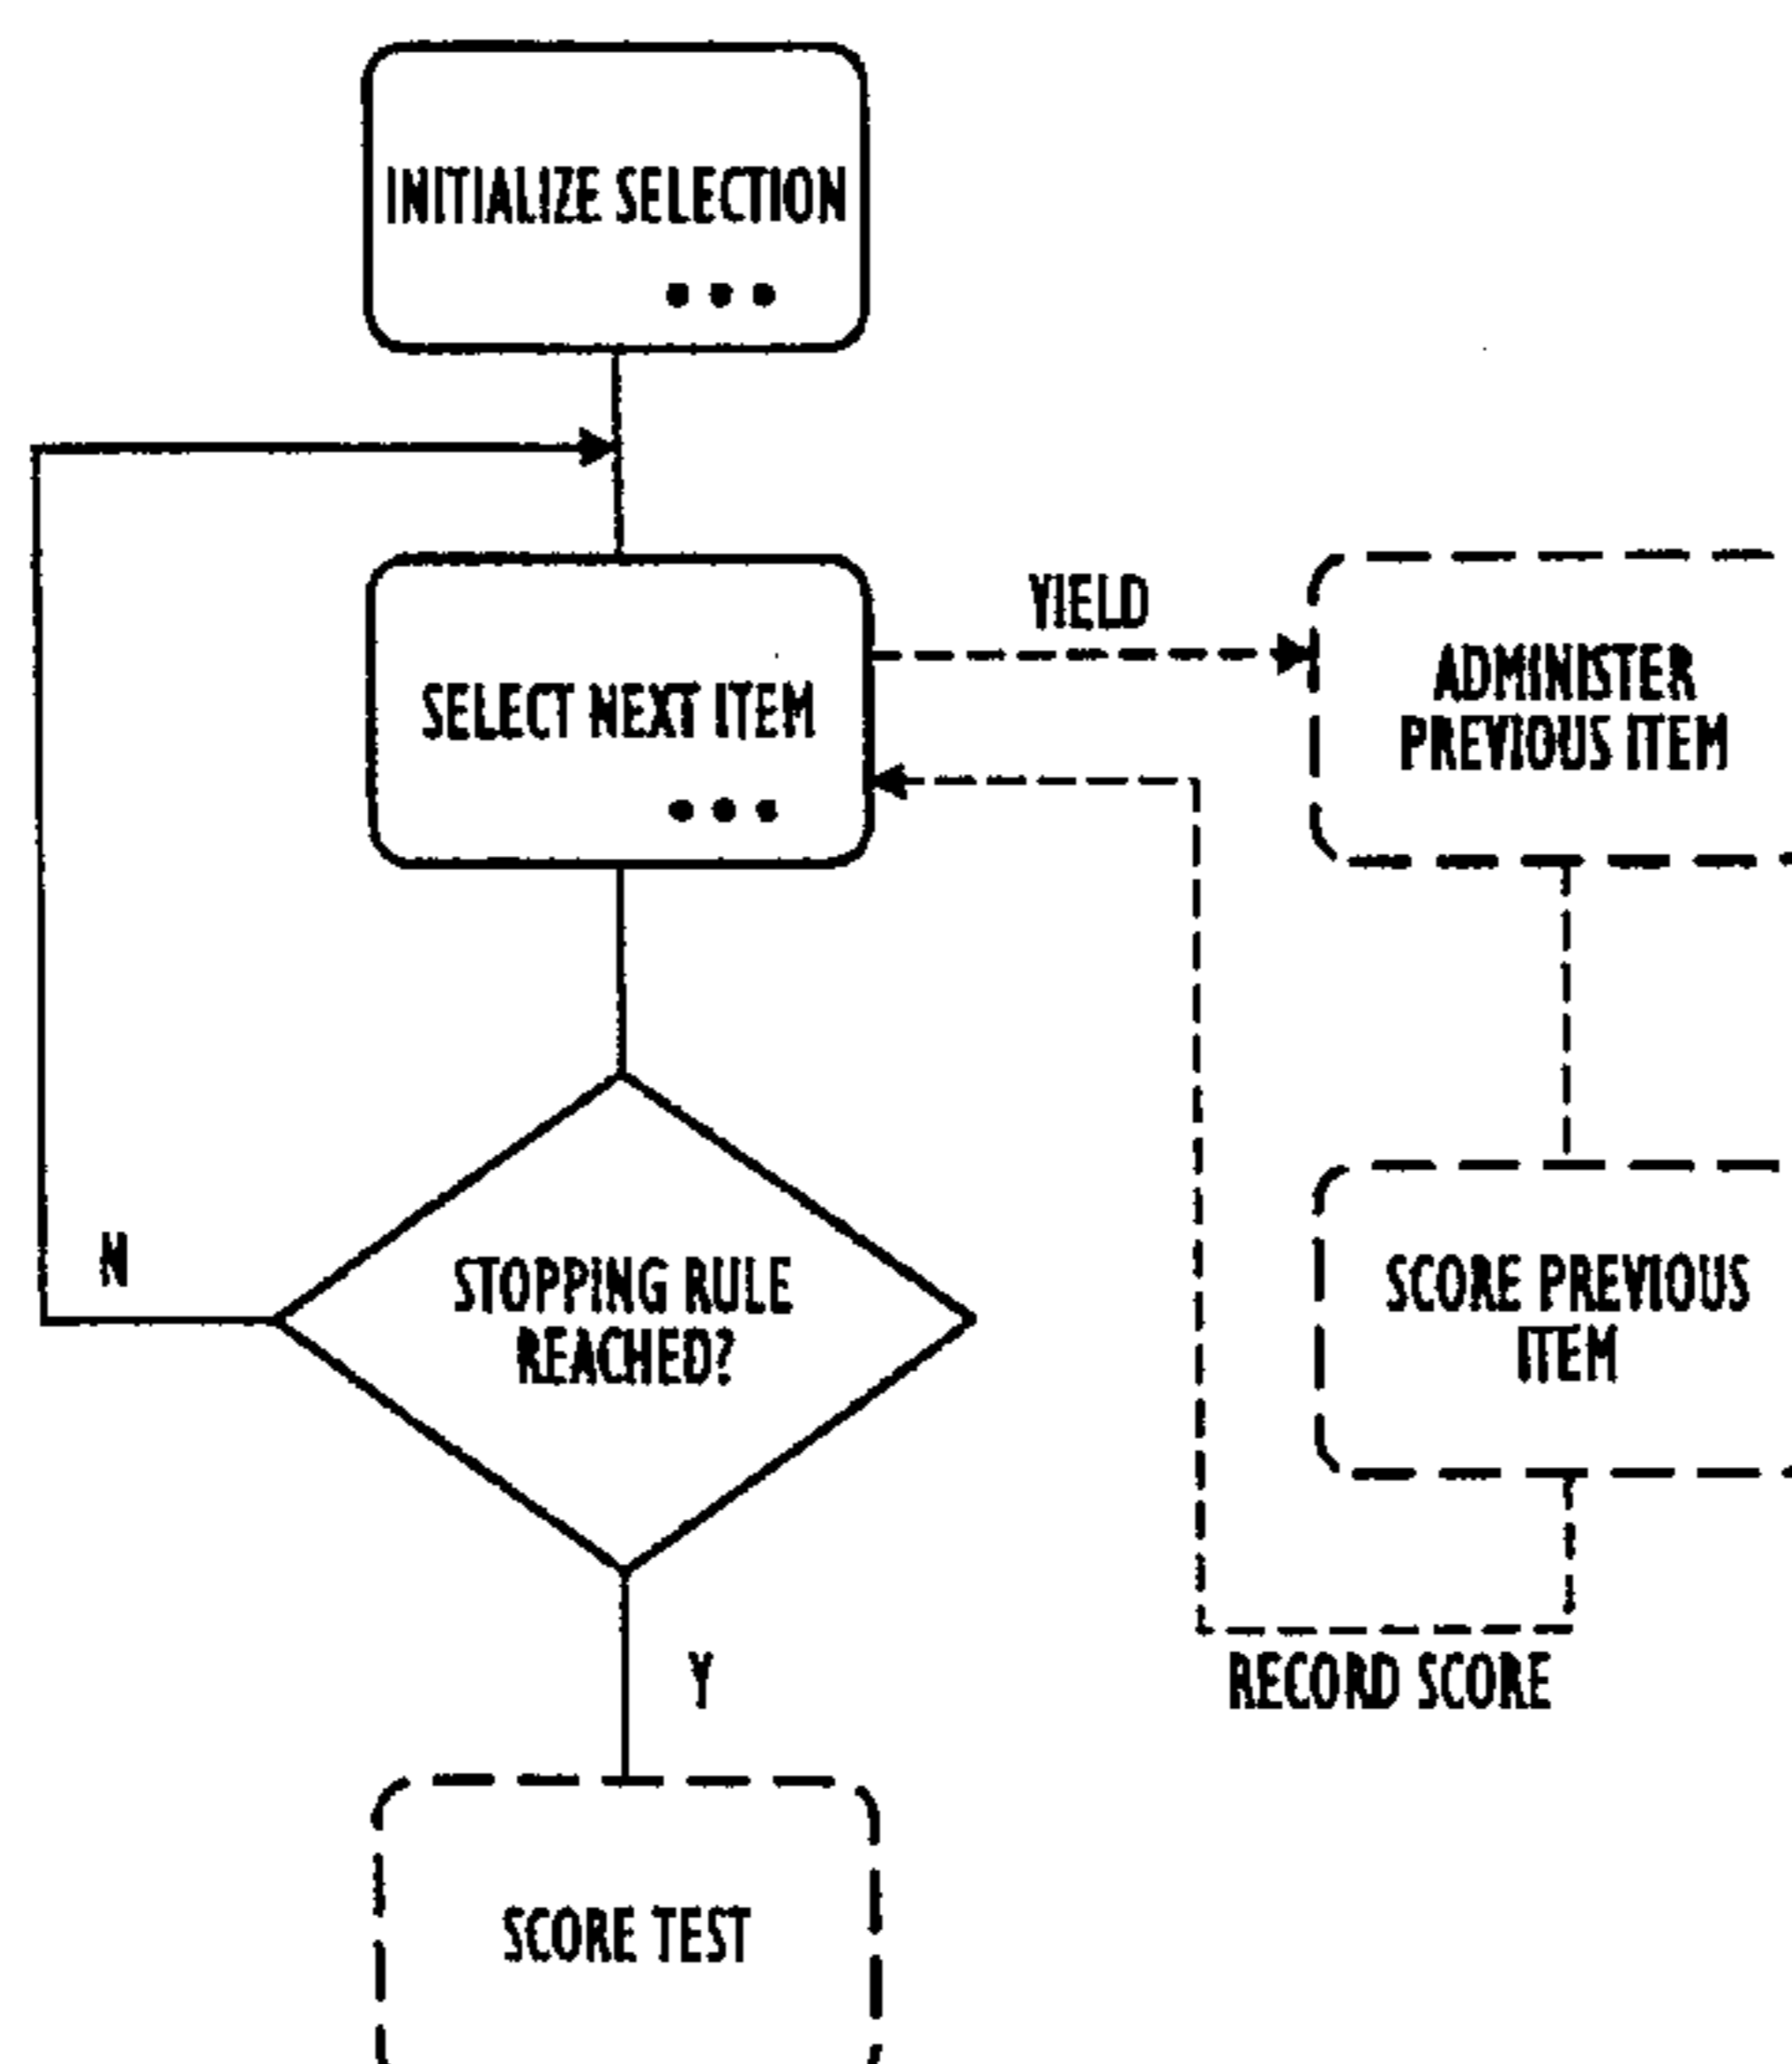 INITIALIZE SELECTION
YIELD
SELECT NEXT ITEM
ADMINISTER
PREVIOUS ITEM
N
STOPPING RULE
REACHED?
SCORE PREVIOUS
ITEM
Y
RECORD SCORE
SCORE TEST